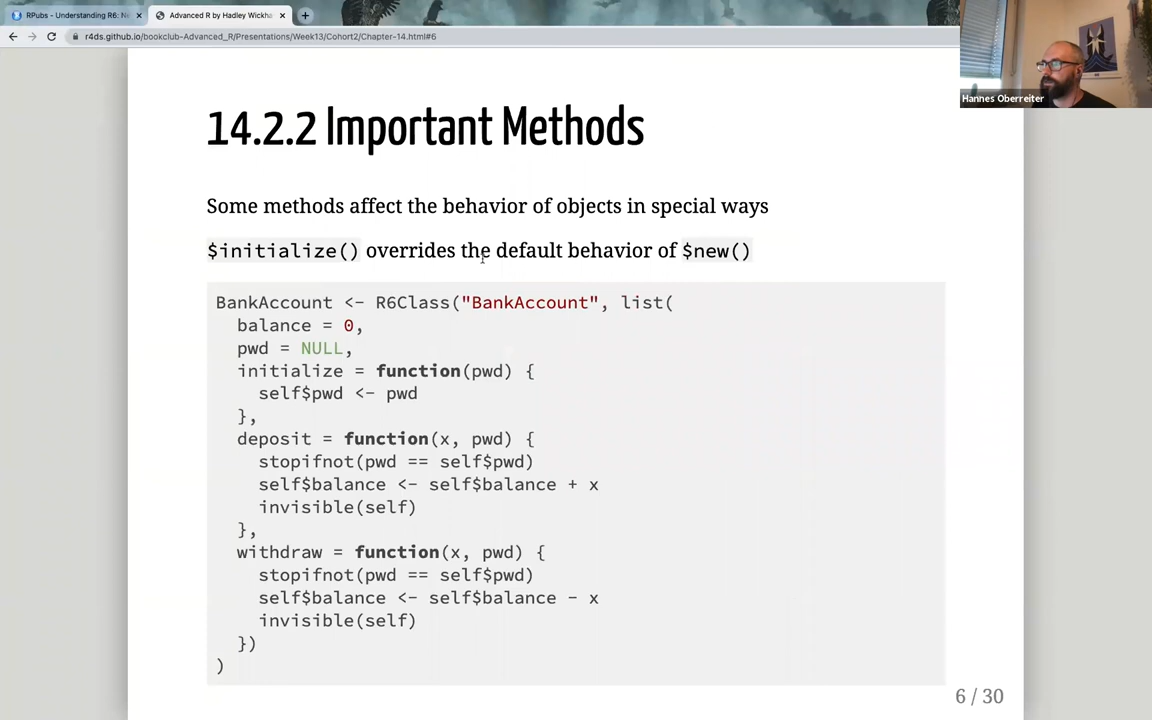 RPubs - Understanding R6: Ne
Advanced R by Hadley Wickha
r4ds.github.io/bookclub-Advanced_R/Presentations/Week13/Cohort2/Chapter-14.html#6
Hannes Oberreiter
14.2.2 Important Methods
Some methods affect the behavior of objects in special ways
$initialize() overrides the default behavior of $new()
BankAccount <- R6Class("BankAccount", list(
  balance = 0,
  pwd = NULL,
  initialize = function(pwd) {
    self$pwd <- pwd
  },
  deposit = function(x, pwd) {
    stopifnot(pwd == self$pwd)
    self$balance <- self$balance + x
    invisible(self)
  },
  withdraw = function(x, pwd) {
    stopifnot(pwd == self$pwd)
    self$balance <- self$balance - x
    invisible(self)
  })
)
6 / 30